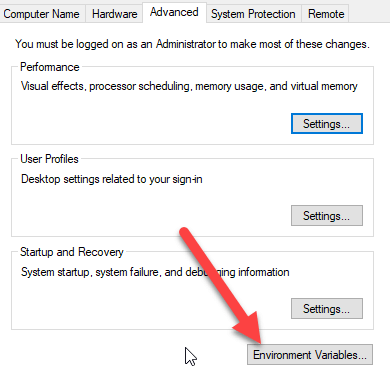 Computer Name Hardware Advanced System Protection Remote
You must be logged on as an Administrator to make most of these changes.
Performance
Visual effects, processor scheduling, memory usage, and virtual memory
Settings...
User Profiles
Desktop settings related to your sign-in
Settings...
Startup and Recovery
System startup, system failure, and debugging information
Settings...
Environment Variables...